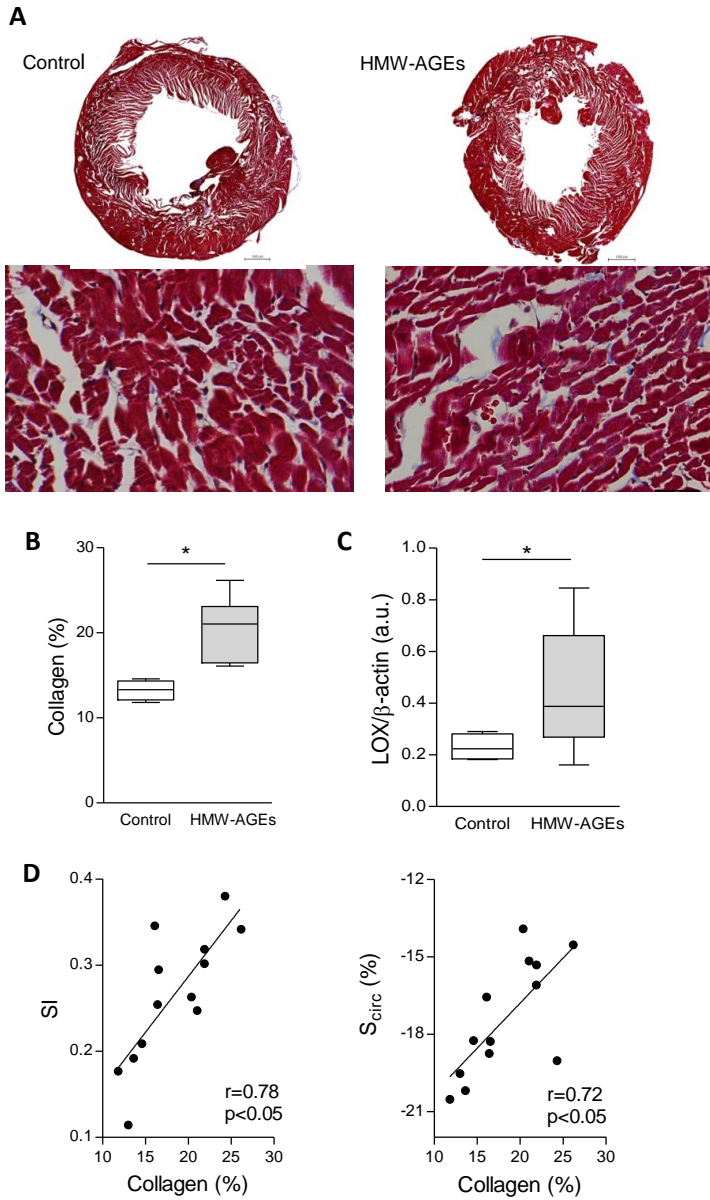 A
Control
HMW-AGEs
B
*
30
20
10
0
Collagen (%)
Control
HMW-AGEs
C
*
1.0
0.8
0.6
0.4
0.2
0.0
LOX/β-actin (a.u.)
Control
HMW-AGEs
D
0.4
0.3
0.2
0.1
SI
r=0.78
p<0.05
10 15 20 25 30
Collagen (%)
-12
-15
-18
-21
Scirc (%)
r=0.72
p<0.05
10 15 20 25 30
Collagen (%)